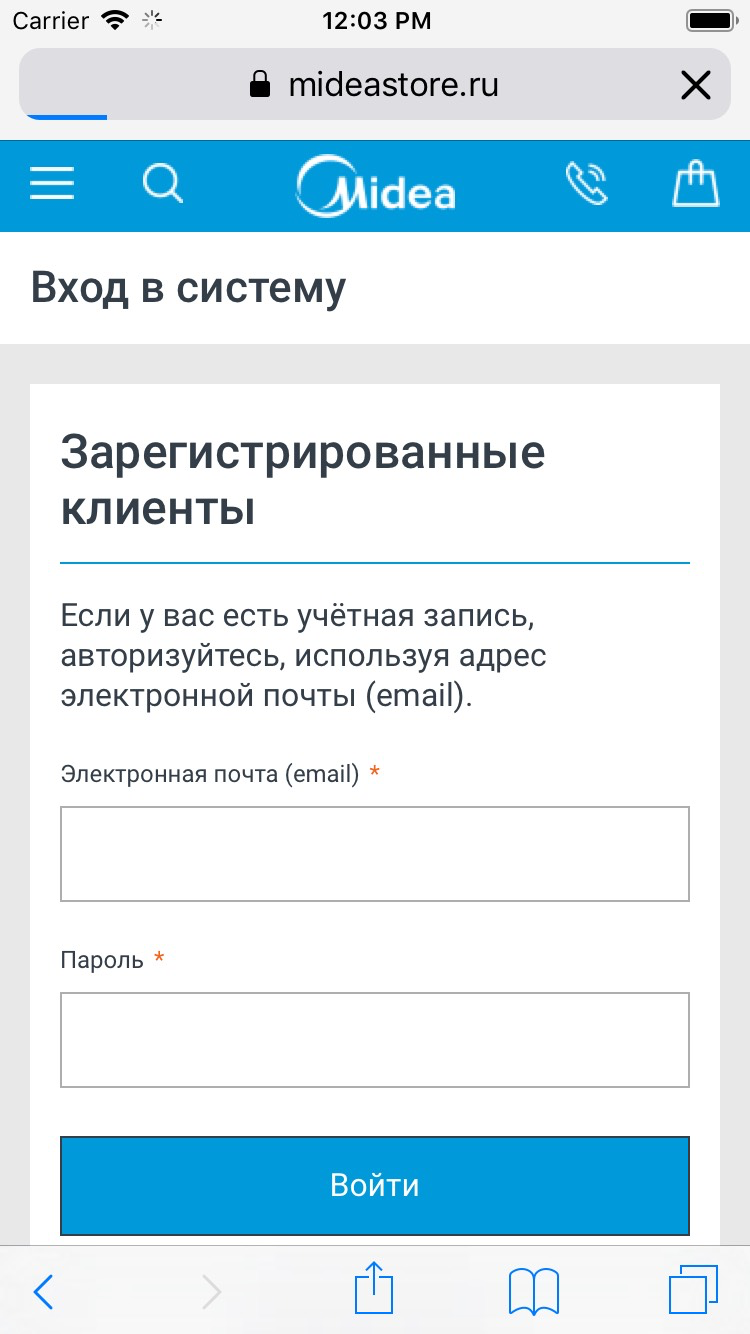 Carrier 12:03 PM
mideastore.ru
Midea
Вход в систему
Зарегистрированные
клиенты
Если у вас есть учётная запись,
авторизуйтесь, используя адрес
электронной почты (email).
Электронная почта (email) *
Пароль *
Войти